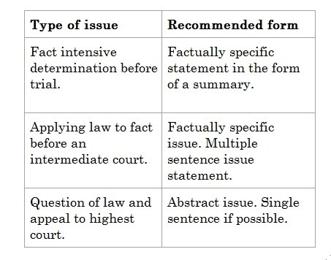 Type of issue
Recommended form
Fact intensive
determination before
trial.
Factually specific
statement in the form
of a summary.
Applying law to fact
before an
intermediate court.
Factually specific
issue. Multiple
sentence issue
statement.
Question of law and
appeal to highest
court.
Abstract issue. Single
sentence if possible.